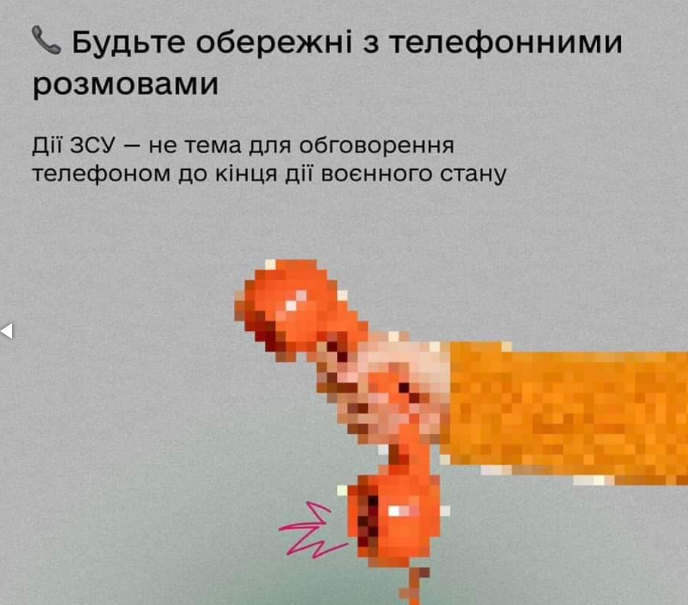 📞 Будьте обережні з телефонними
розмовами
Дії ЗСУ — не тема для обговорення
телефоном до кінця дії воєнного стану